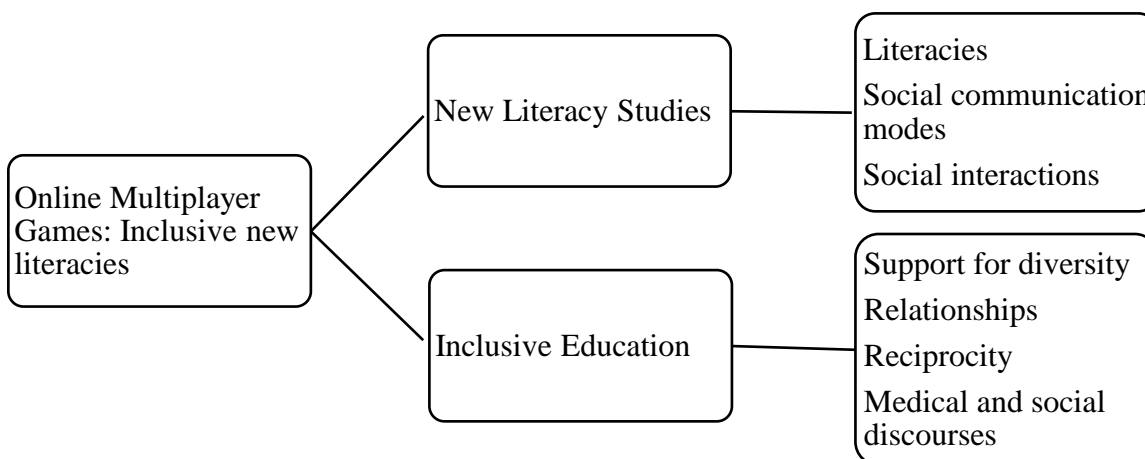 Online Multiplayer
Games: Inclusive new
literacies
New Literacy Studies
Literacies
Social communication
modes
Social interactions
Inclusive Education
Support for diversity
Relationships
Reciprocity
Medical and social
discourses